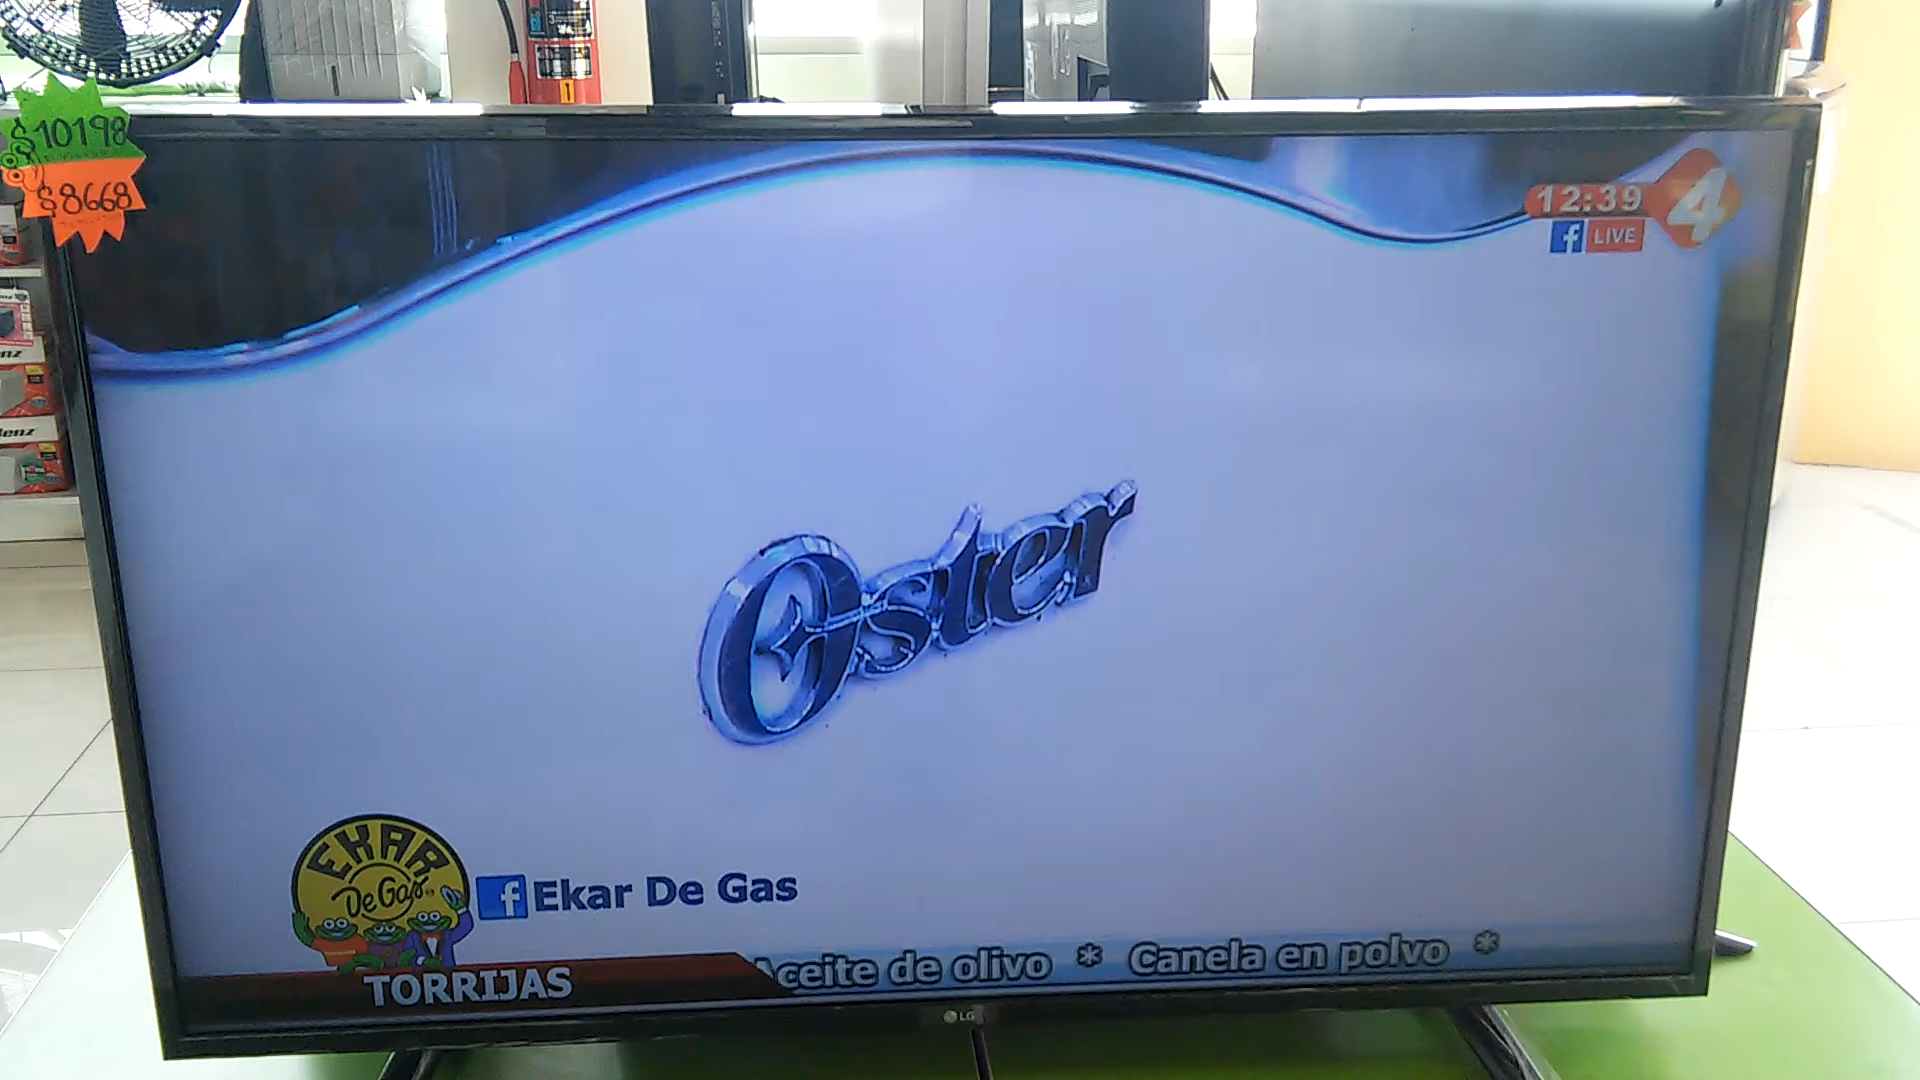 $10198
$8668
12:39
4
f LIVE
Oster
EKAR
De Gas
f Ekar De Gas
TORRIJAS
Aceite de olivo * Canela en polvo *
LG
1